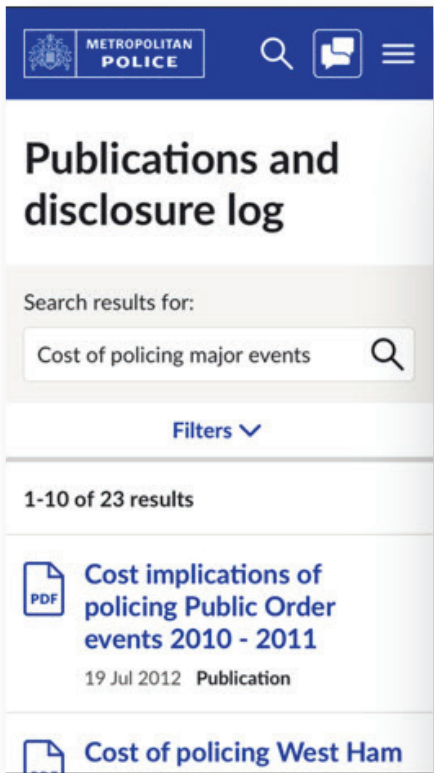 METROPOLITAN
POLICE
Publications and
disclosure log
Search results for:
Cost of policing major events
Filters
1-10 of 23 results
PDF
Cost implications of
policing Public Order
events 2010 - 2011
19 Jul 2012 Publication
Cost of policing West Ham